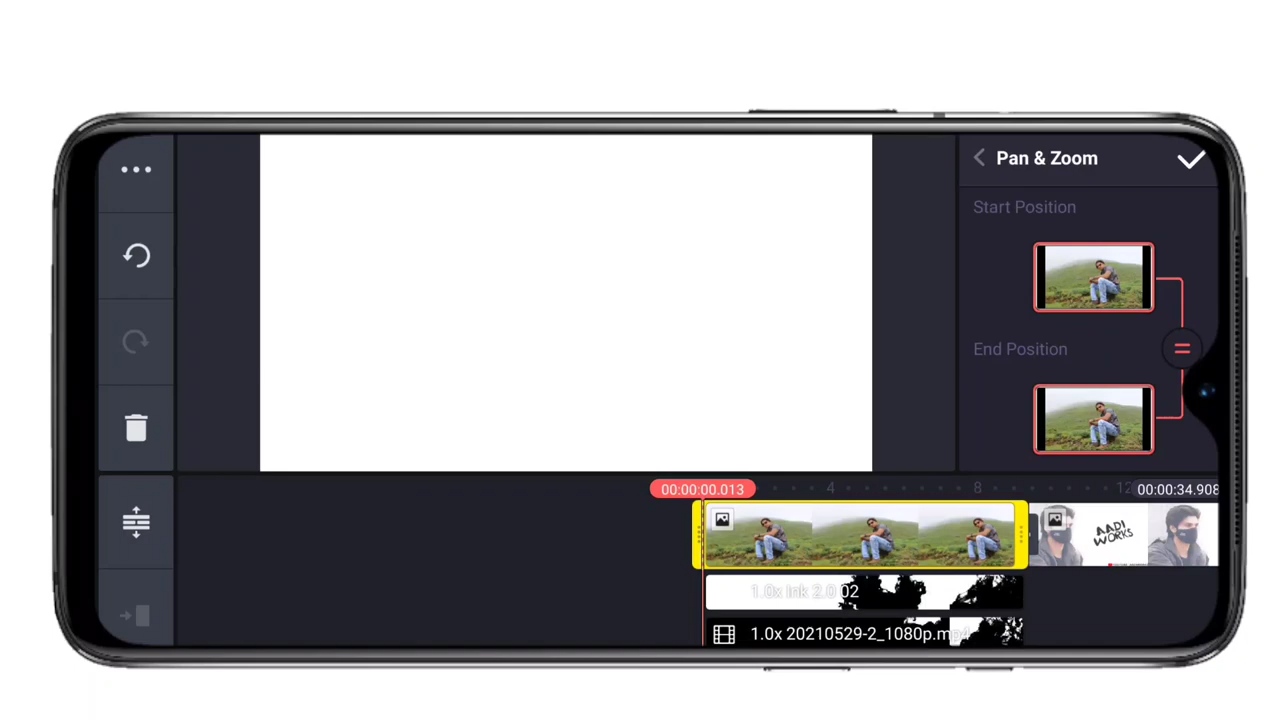 Pan & Zoom
Start Position
End Position
=
00:00:00.013
4
8
12
00:00:34.908
AADI
WORKS
1.0x Ink 2.0 02
1.0x 20210529-2_1080p.mp4